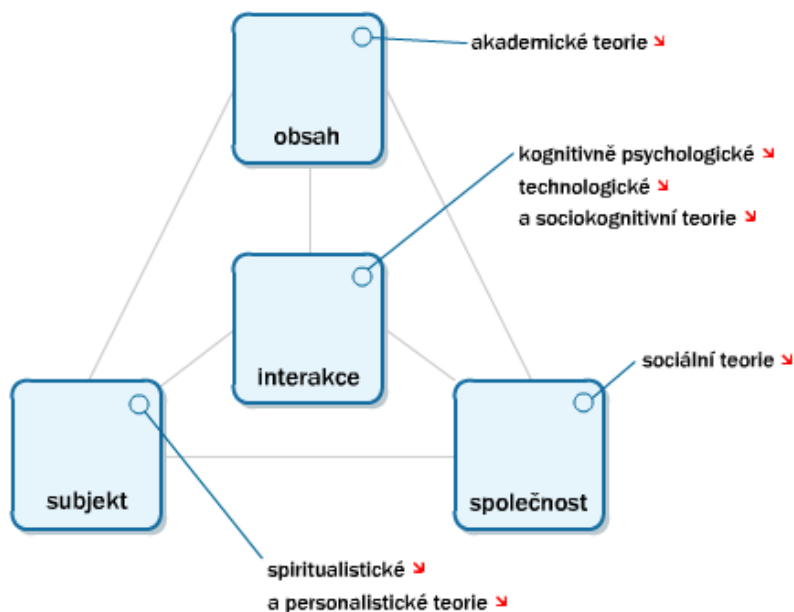 akademické teorie
obsah
kognitivně psychologické
technologické
a sociokognitivní teorie
interakce
sociální teorie
subjekt
společnost
spiritualistické
a personalistické teorie